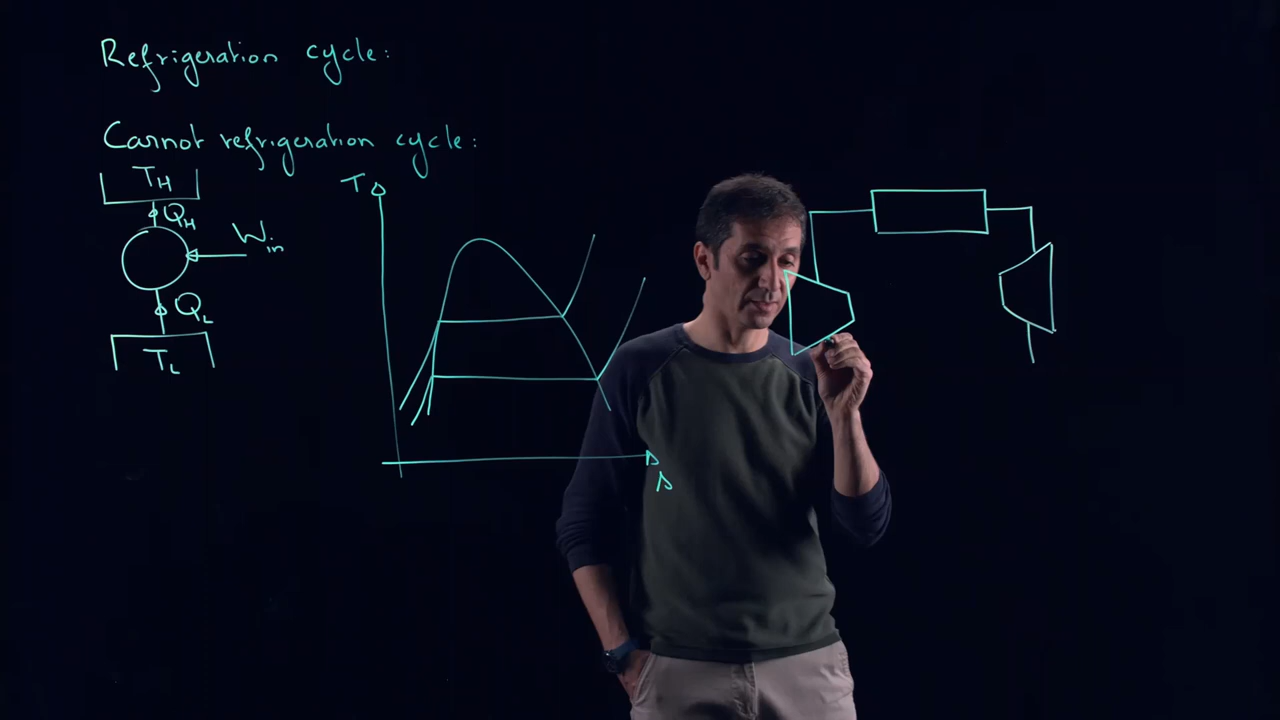 Refrigeration cycle:
Carnot refrigeration cycle:
T_H
Q_H
W_in
Q_L
T_L
T
s